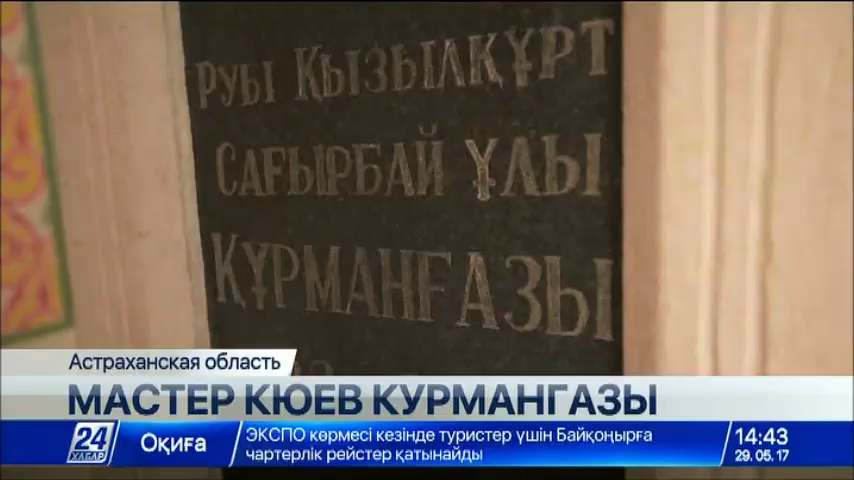 РУЫ ҚЫЗЫЛҚҰРТ
САҒЫРБАЙ ҰЛЫ
ҚҰРМАНҒАЗЫ
Астраханская область
МАСТЕР КЮЕВ КУРМАНГАЗЫ
24
ХАБАР
Оқиға
ЭКСПО көрмесі кезінде туристер үшін Байқоңырға
чартерлік рейстер қатынайды
14:43
29.05.17